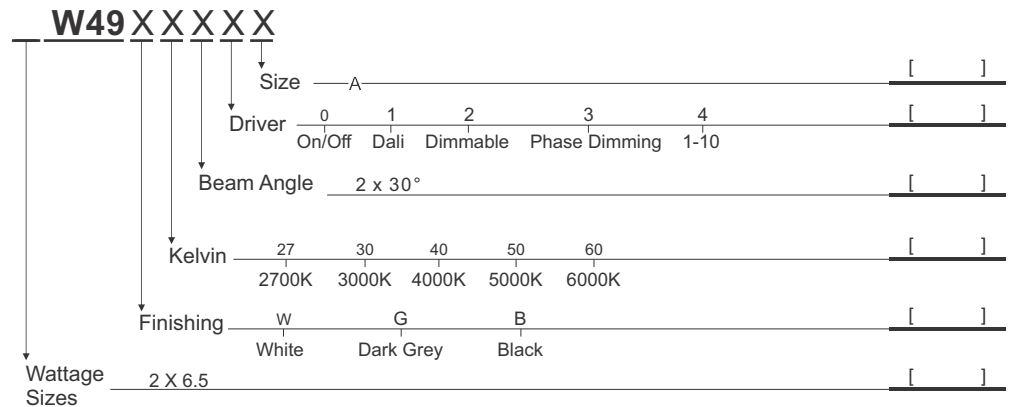 W49 X X X X X
Size A [ ]
0 1 2 3 4
Driver [ ]
On/Off Dali Dimmable Phase Dimming 1-10
Beam Angle 2 x 30° [ ]
27 30 40 50 60
Kelvin [ ]
2700K 3000K 4000K 5000K 6000K
W G B
Finishing [ ]
White Dark Grey Black
Wattage 2 X 6.5 [ ]
Sizes